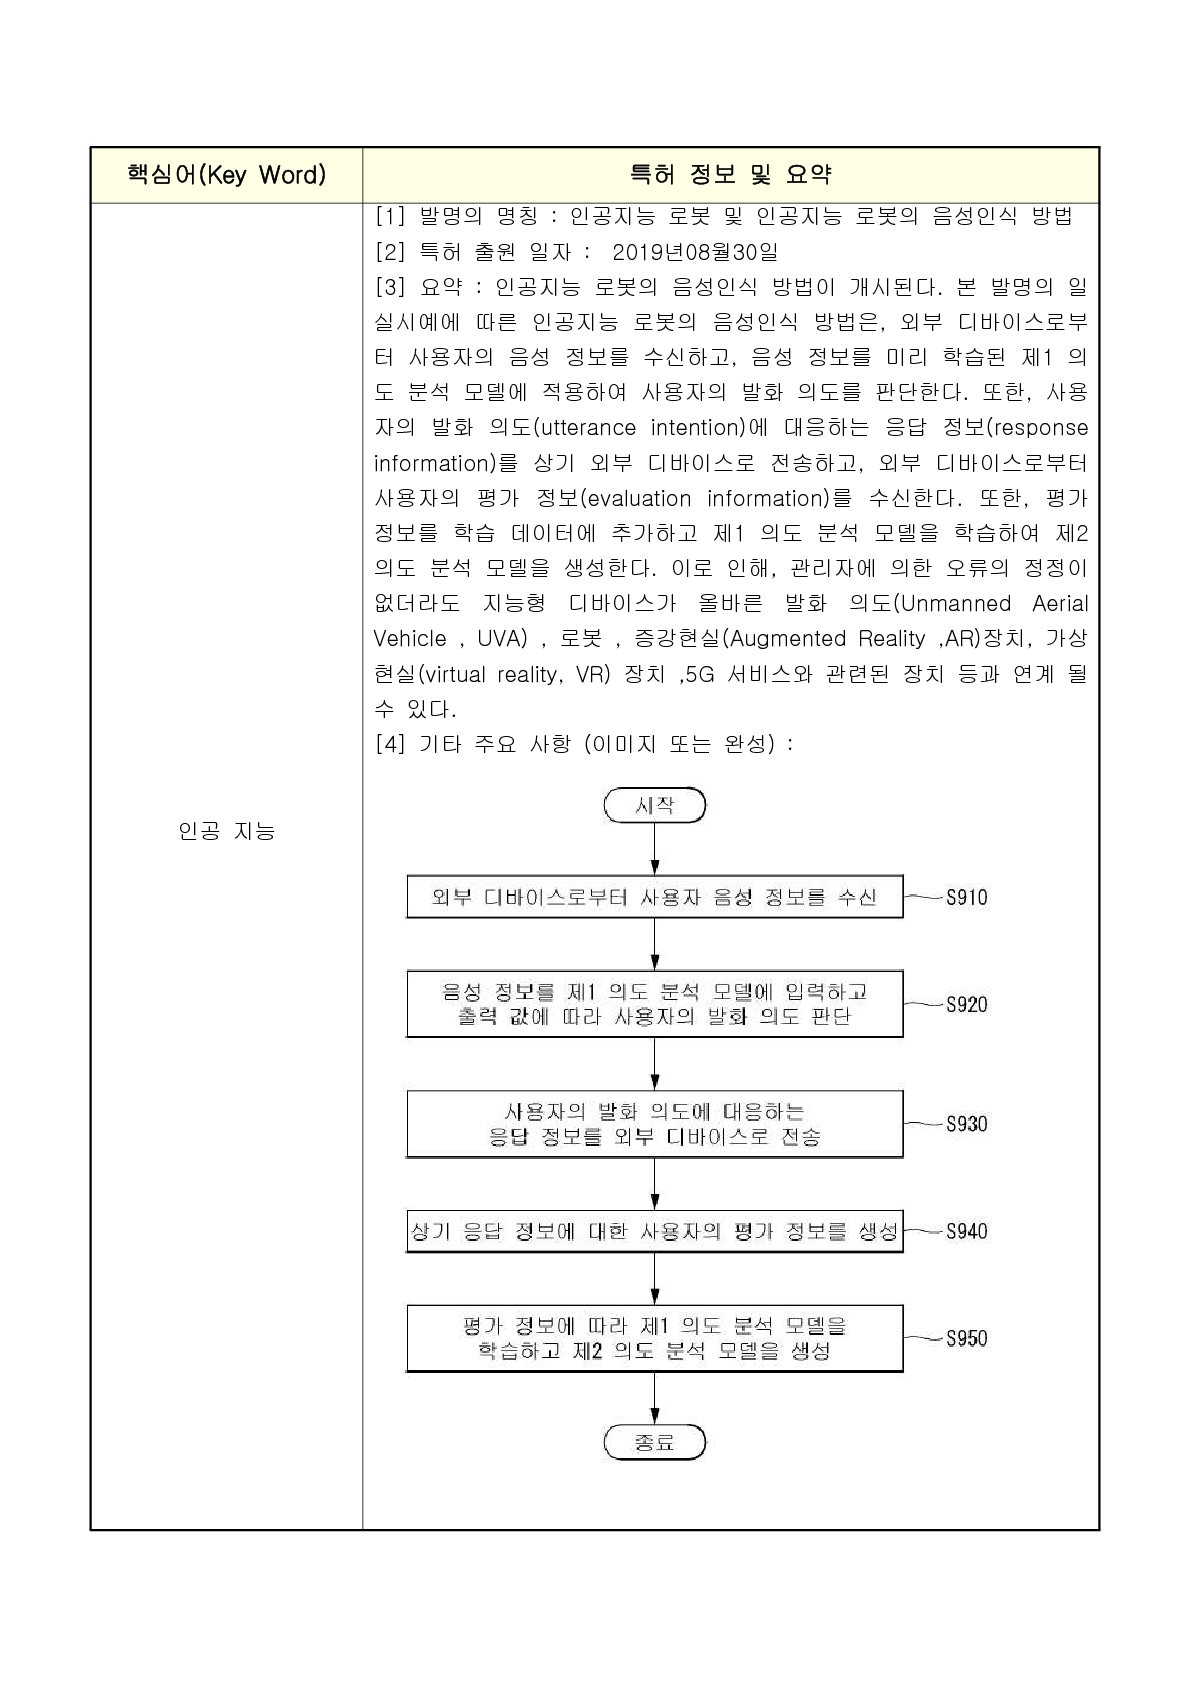 핵심어(Key Word)
특허 정보 및 요약
인공 지능
[1] 발명의 명칭 : 인공지능 로봇 및 인공지능 로봇의 음성인식 방법
[2] 특허 출원 일자 : 2019년08월30일
[3] 요약 : 인공지능 로봇의 음성인식 방법이 개시된다. 본 발명의 일
실시예에 따른 인공지능 로봇의 음성인식 방법은, 외부 디바이스로부
터 사용자의 음성 정보를 수신하고, 음성 정보를 미리 학습된 제1 의
도 분석 모델에 적용하여 사용자의 발화 의도를 판단한다. 또한, 사용
자의 발화 의도(utterance intention)에 대응하는 응답 정보(response
information)를 상기 외부 디바이스로 전송하고, 외부 디바이스로부터
사용자의 평가 정보(evaluation information)를 수신한다. 또한, 평가
정보를 학습 데이터에 추가하고 제1 의도 분석 모델을 학습하여 제2
의도 분석 모델을 생성한다. 이로 인해, 관리자에 의한 오류의 정정이
없더라도 지능형 디바이스가 올바른 발화 의도(Unmanned Aerial
Vehicle , UVA) , 로봇 , 증강현실(Augmented Reality ,AR)장치, 가상
현실(virtual reality, VR) 장치 ,5G 서비스와 관련된 장치 등과 연계 될
수 있다.
[4] 기타 주요 사항 (이미지 또는 완성) :
시작
외부 디바이스로부터 사용자 음성 정보를 수신
S910
음성 정보를 제1 의도 분석 모델에 입력하고
출력 값에 따라 사용자의 발화 의도 판단
S920
사용자의 발화 의도에 대응하는
응답 정보를 외부 디바이스로 전송
S930
상기 응답 정보에 대한 사용자의 평가 정보를 생성
S940
평가 정보에 따라 제1 의도 분석 모델을
학습하고 제2 의도 분석 모델을 생성
S950
종료